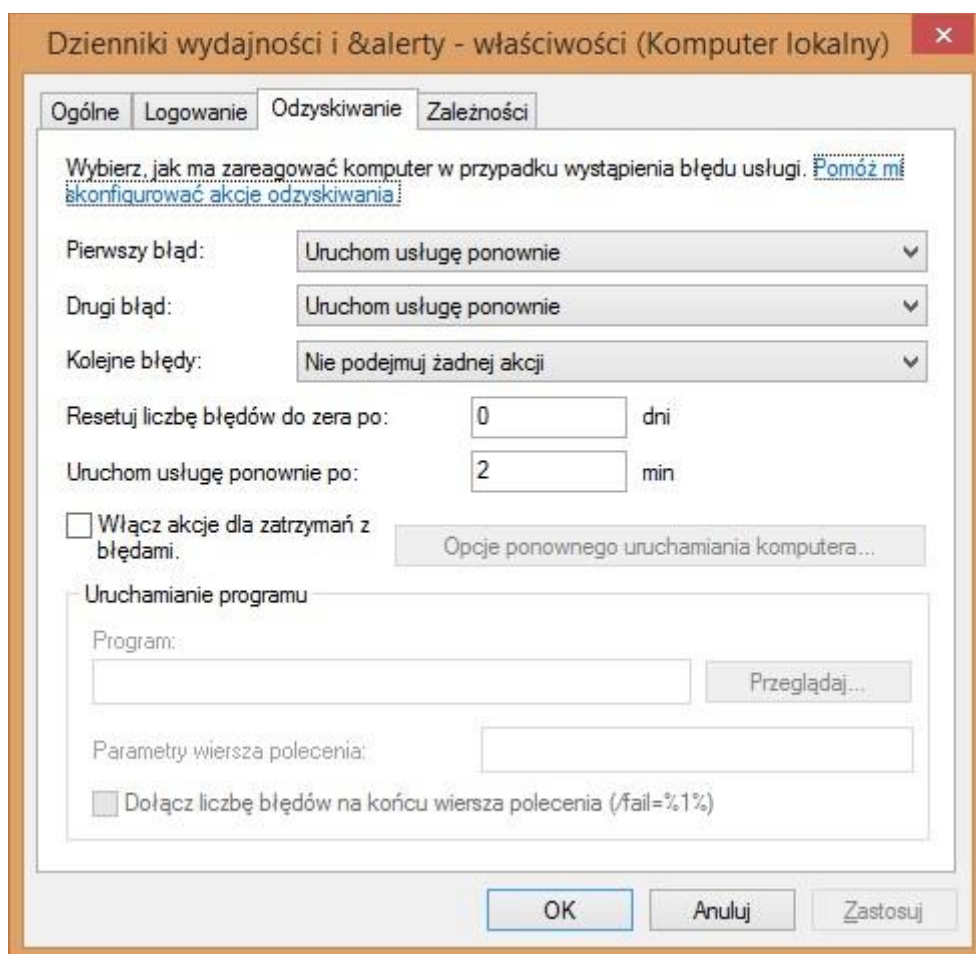 Dzienniki wydajności i &alerty - właściwości (Komputer lokalny)
Ogólne Logowanie Odzyskiwanie Zależności
Wybierz, jak ma zareagować komputer w przypadku wystąpienia błędu usługi. Pomóż mi
skonfigurować akcje odzyskiwania.
Pierwszy błąd: Uruchom usługę ponownie
Drugi błąd: Uruchom usługę ponownie
Kolejne błędy: Nie podejmuj żadnej akcji
Resetuj liczbę błędów do zera po: 0 dni
Uruchom usługę ponownie po: 2 min
Włącz akcje dla zatrzymań z
błędami.
Opcje ponownego uruchamiania komputera...
Uruchamianie programu
Program:
Przeglądaj...
Parametry wiersza polecenia:
Dołącz liczbę błędów na końcu wiersza polecenia (/fail=%1%)
OK Anuluj Zastosuj